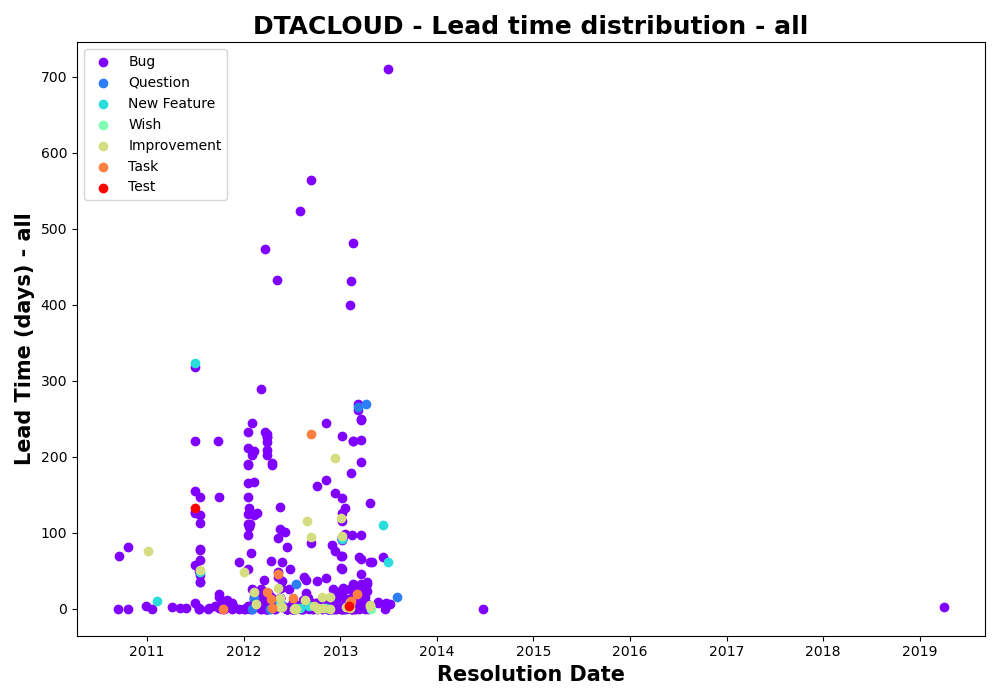 DTACLOUD - Lead time distribution - all
Bug
Question
New Feature
Wish
Improvement
Task
Test
Lead Time (days) - all
700
600
500
400
300
200
100
0
2011 2012 2013 2014 2015 2016 2017 2018 2019
Resolution Date